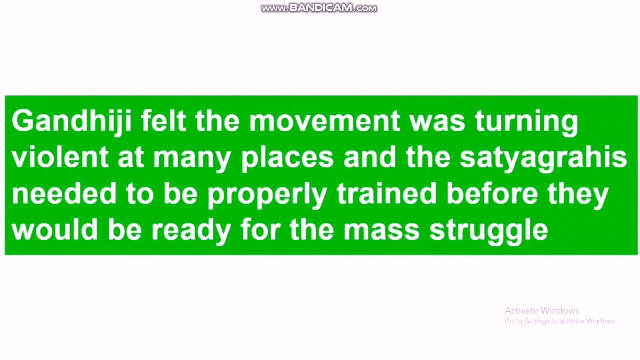 www.BANDICAM.com
Gandhiji felt the movement was turning
violent at many places and the satyagrahis
needed to be properly trained before they
would be ready for the mass struggle
Activate Windows
Go to Settings to activate Windows.